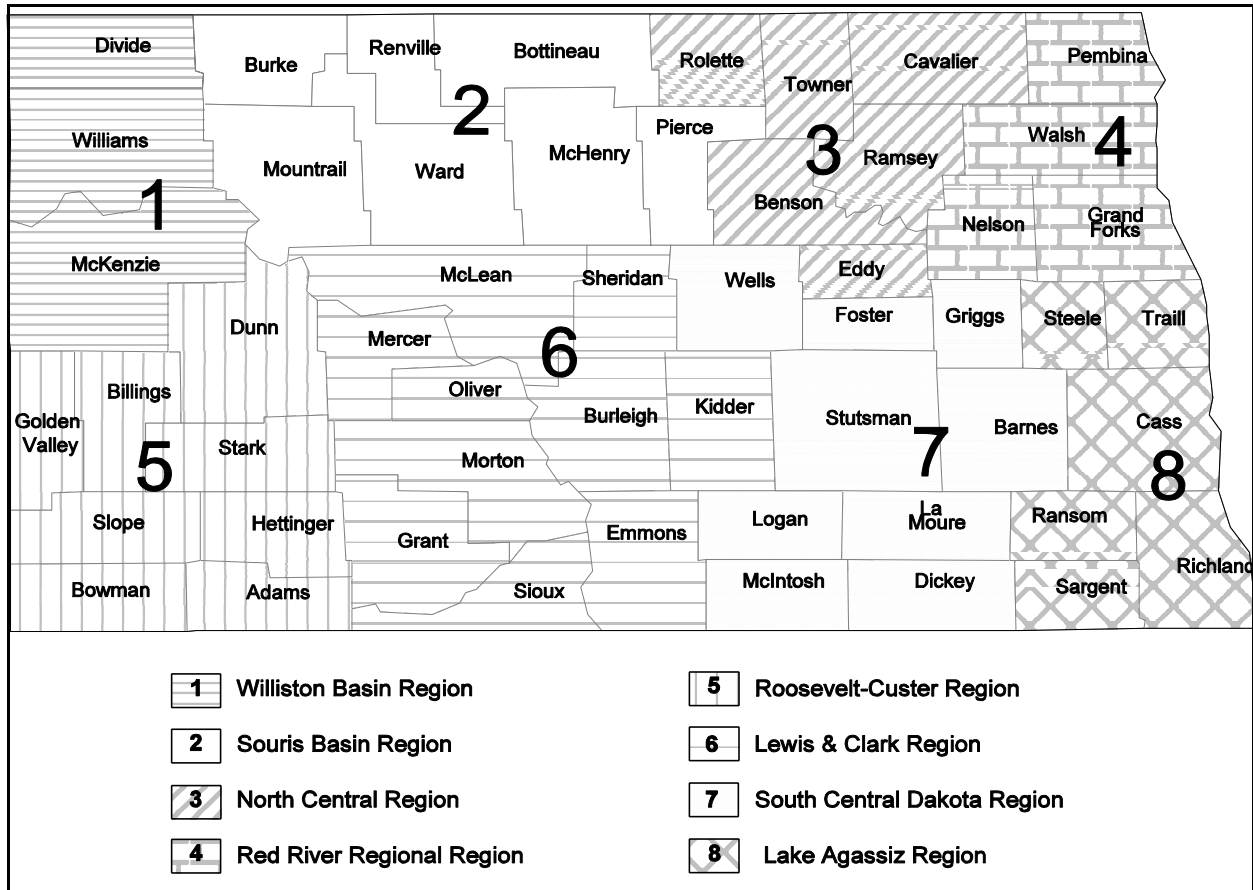 Divide
Burke
Renville
Bottineau
Rolette
Towner
Cavalier
Pembina
Williams
Mountrail
2
Ward
McHenry
Pierce
3
Ramsey
Walsh
4
1
Benson
Nelson
Grand
Forks
McKenzie
McLean
Sheridan
Wells
Eddy
Dunn
Mercer
6
Foster
Griggs
Steele
Traill
Billings
Oliver
Golden
Valley
Stark
Burleigh
Kidder
Stutsman
7
Barnes
Cass
5
Morton
8
Slope
Hettinger
Grant
Emmons
Logan
La
Moure
Ransom
Richland
Bowman
Adams
Sioux
McIntosh
Dickey
Sargent
1 Williston Basin Region
2 Souris Basin Region
3 North Central Region
4 Red River Regional Region
5 Roosevelt-Custer Region
6 Lewis & Clark Region
7 South Central Dakota Region
8 Lake Agassiz Region